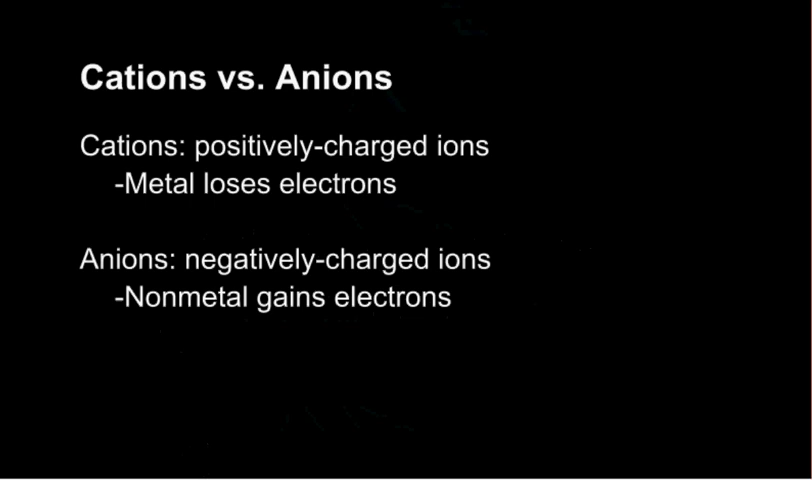 Cations vs. Anions
Cations: positively-charged ions
-Metal loses electrons
Anions: negatively-charged ions
-Nonmetal gains electrons